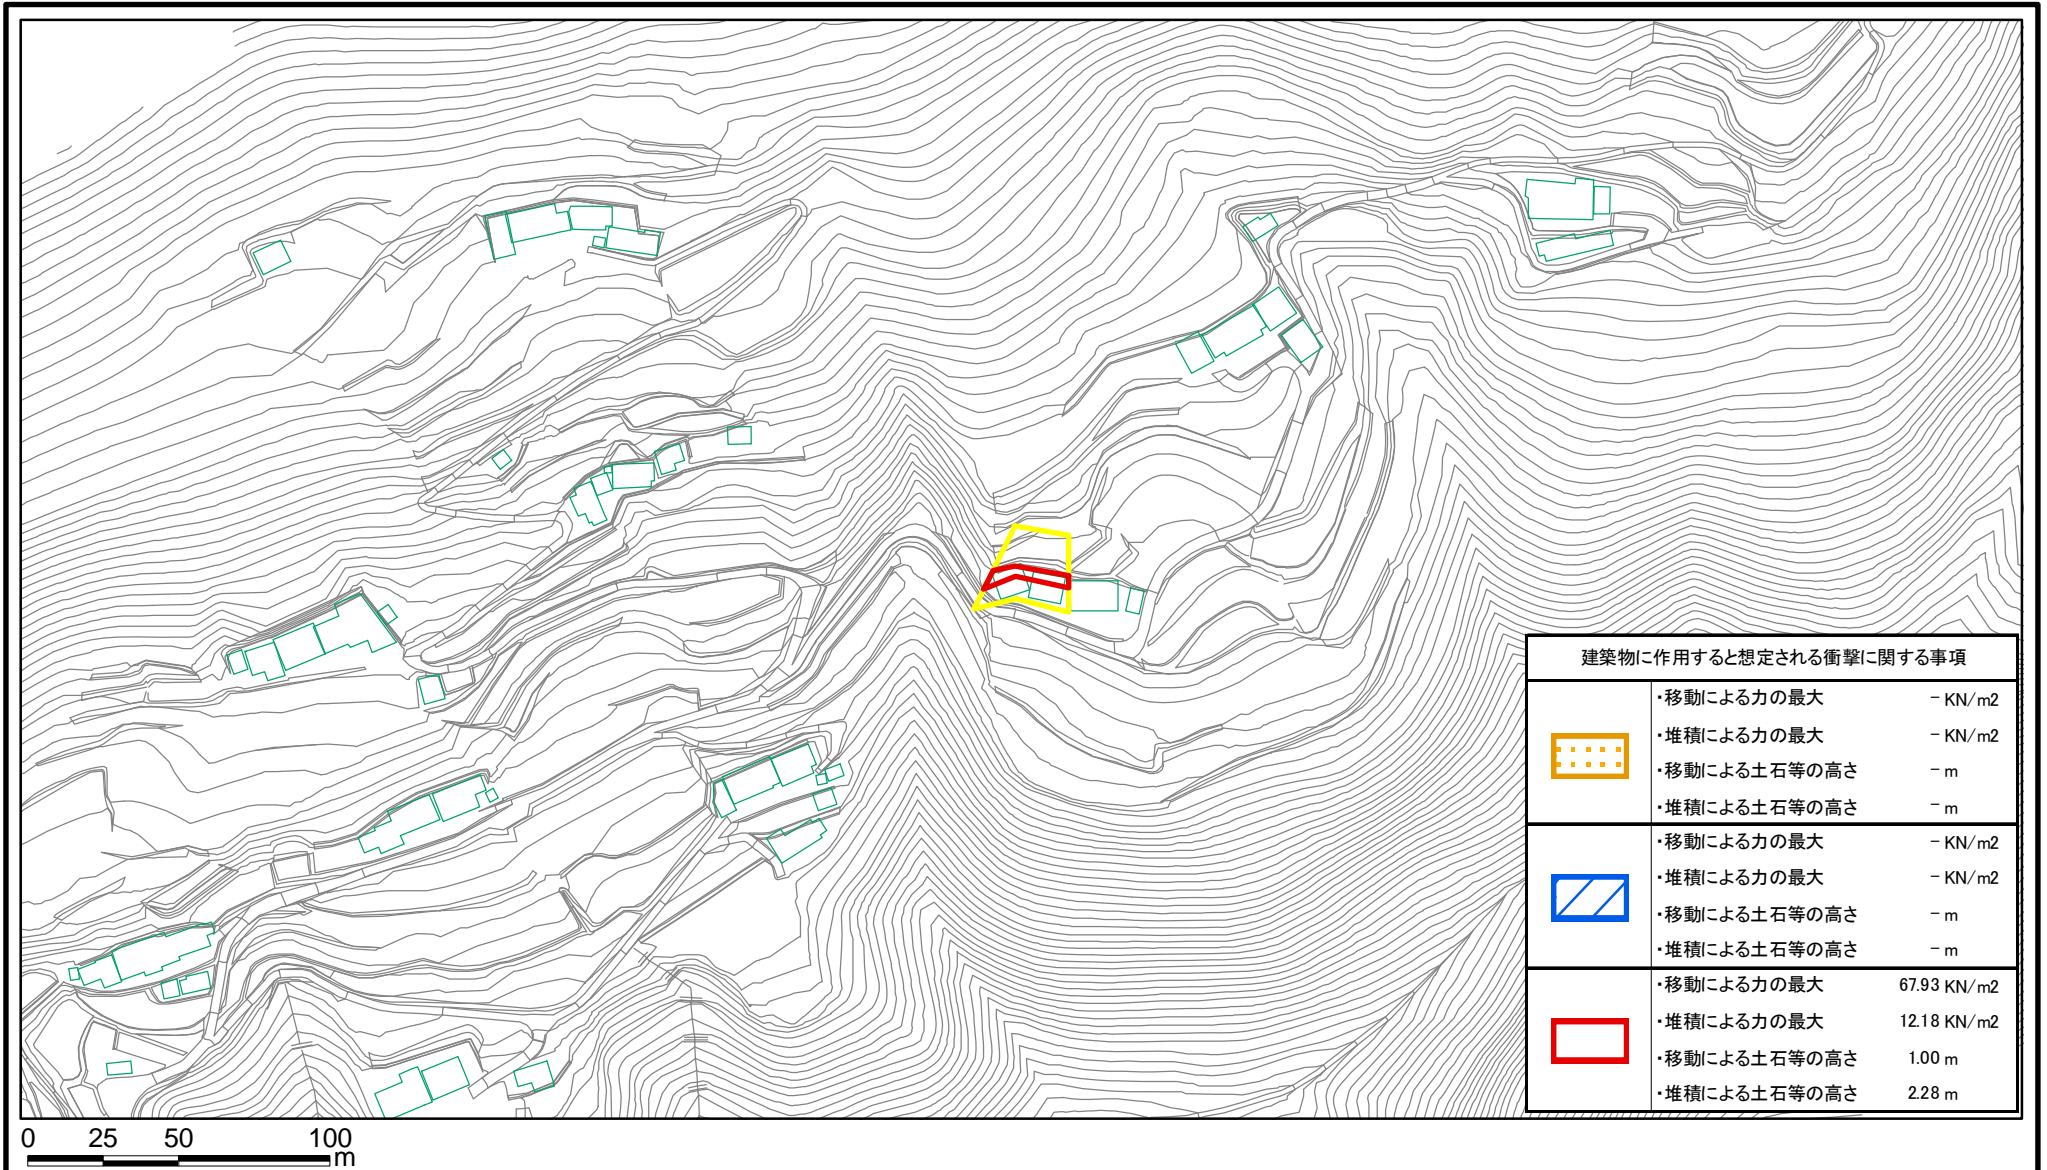 建築物に作用すると想定される衝撃に関する事項
・移動による力の最大 － KN/m2
・堆積による力の最大 － KN/m2
・移動による土石等の高さ － m
・堆積による土石等の高さ － m
・移動による力の最大 － KN/m2
・堆積による力の最大 － KN/m2
・移動による土石等の高さ － m
・堆積による土石等の高さ － m
・移動による力の最大 67.93 KN/m2
・堆積による力の最大 12.18 KN/m2
・移動による土石等の高さ 1.00 m
・堆積による土石等の高さ 2.28 m
0 25 50 100
m